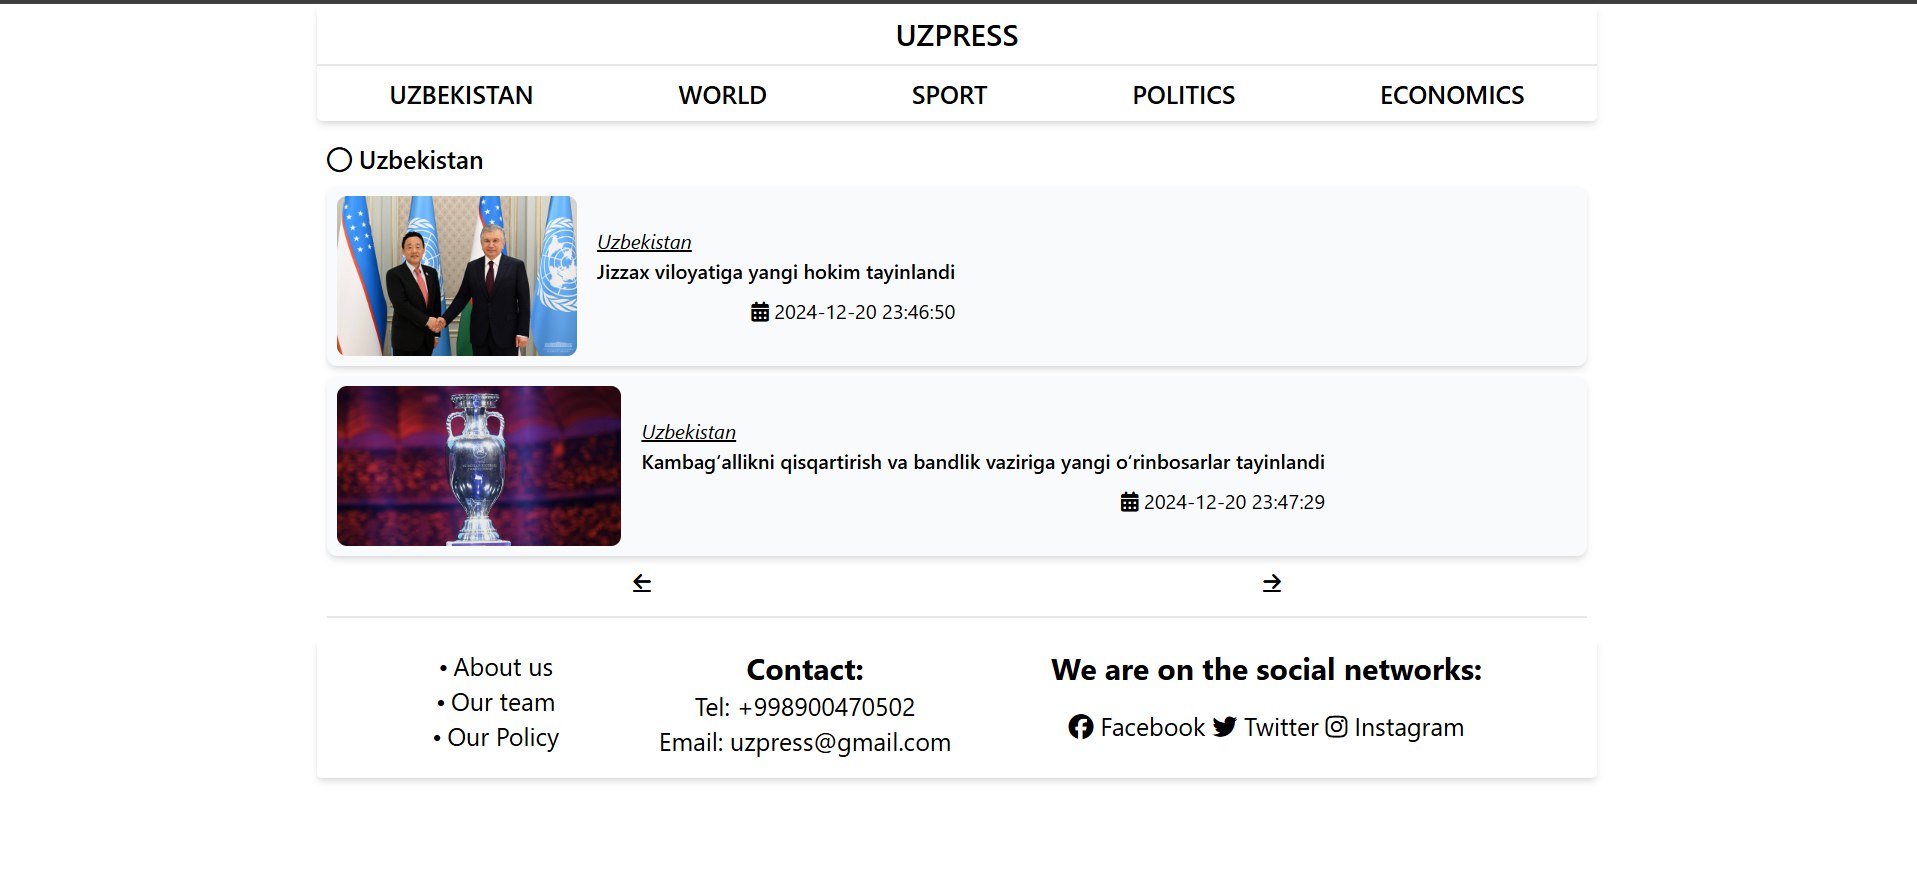 UZPRESS
UZBEKISTAN WORLD SPORT POLITICS ECONOMICS
Uzbekistan
Uzbekistan
Jizzax viloyatiga yangi hokim tayinlandi
2024-12-20 23:46:50
Uzbekistan
Kambag‘allikni qisqartirish va bandlik vaziriga yangi o‘rinbosarlar tayinlandi
2024-12-20 23:47:29
← →
• About us
• Our team
• Our Policy
Contact:
Tel: +998900470502
Email: uzpress@gmail.com
We are on the social networks:
Facebook Twitter Instagram